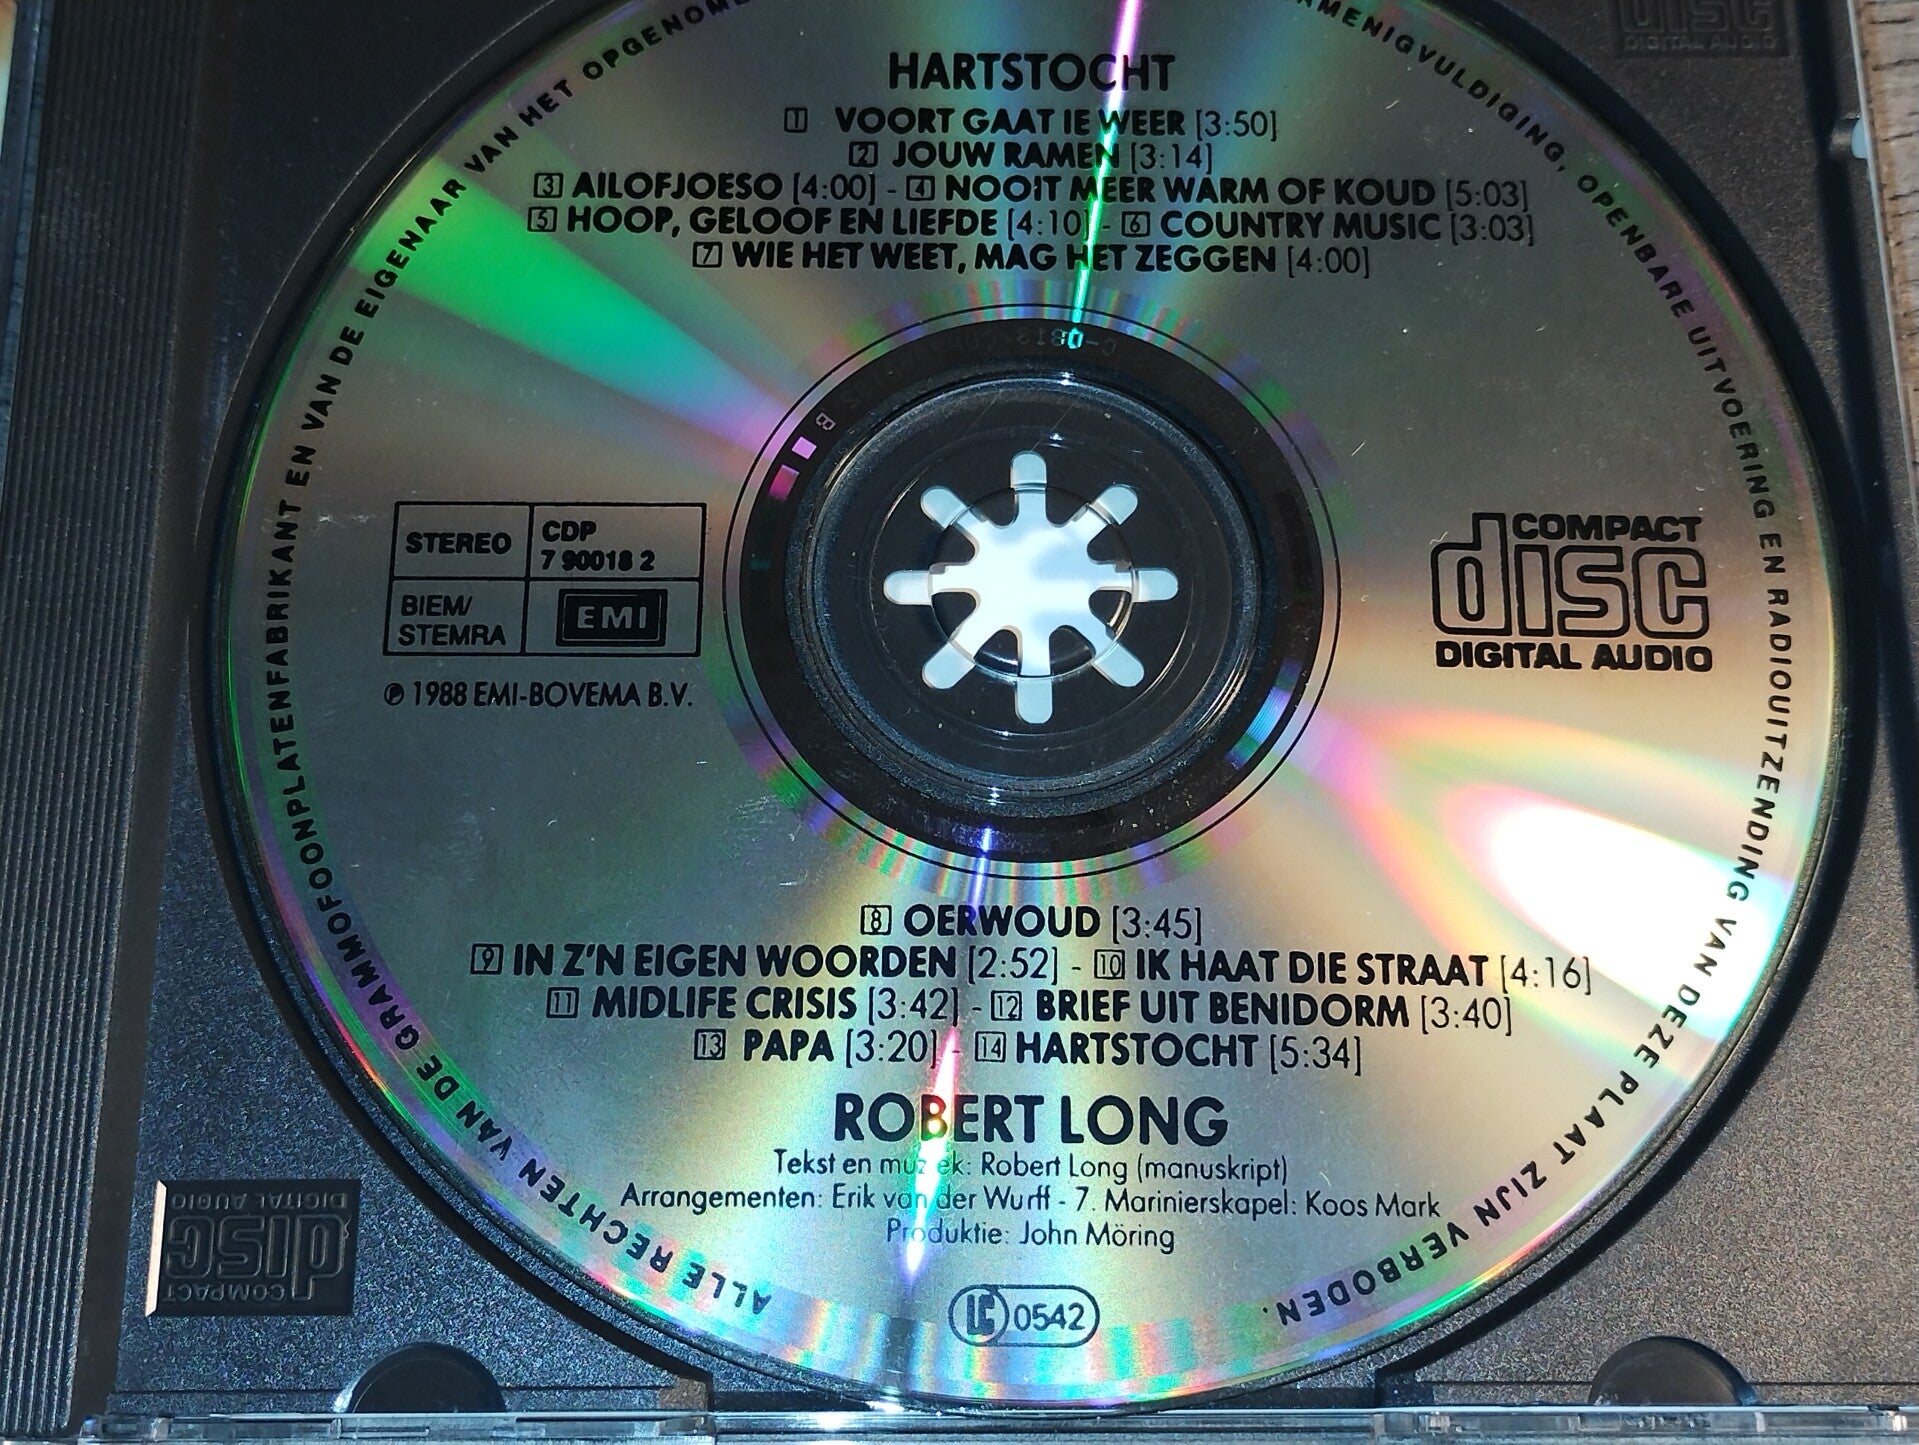 HARTSTOCHT
1 VOORT GAAT IE WEER [3:50]
2 JOUW RAMEN [3:14]
3 AILOFJOESO [4:00] - 4 NOOIT MEER WARM OF KOUD [5:03]
5 HOOP, GELOOF EN LIEFDE [4:10] - 6 COUNTRY MUSIC [3:03]
7 WIE HET WEET, MAG HET ZEGGEN [4:00]
STEREO
CDP
7 90018 2
BIEM/
STEMRA
EMI
℗ 1988 EMI-BOVEMA B.V.
COMPACT
disc
DIGITAL AUDIO
8 OERWOUD [3:45]
9 IN Z'N EIGEN WOORDEN [2:52] - 10 IK HAAT DIE STRAAT [4:16]
11 MIDLIFE CRISIS [3:42] - 12 BRIEF UIT BENIDORM [3:40]
13 PAPA [3:20] - 14 HARTSTOCHT [5:34]
ROBERT LONG
Tekst en muziek: Robert Long (manuskript)
Arrangementen: Erik van der Wurff - 7. Marinierskapel: Koos Mark
Produktie: John Möring
LC 0542
ALLE RECHTEN VAN DE GRAMMOFOONPLATENFABRIKANT EN VAN DE EIGENAAR VAN HET
OPENBARE UITVOERING EN RADIOUITZENDING VAN DEZE PLAAT ZIJN VERBODEN.
COMPACT
disc
DIGITAL AUDIO
disc
DIGITAL AUDIO